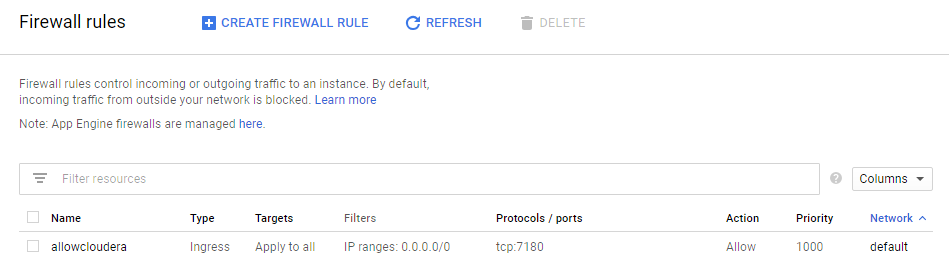 Firewall rules CREATE FIREWALL RULE REFRESH DELETE
Firewall rules control incoming or outgoing traffic to an instance. By default,
incoming traffic from outside your network is blocked. Learn more
Note: App Engine firewalls are managed here.
Filter resources ? Columns
Name Type Targets Filters Protocols / ports Action Priority Network
allowcloudera Ingress Apply to all IP ranges: 0.0.0.0/0 tcp:7180 Allow 1000 default